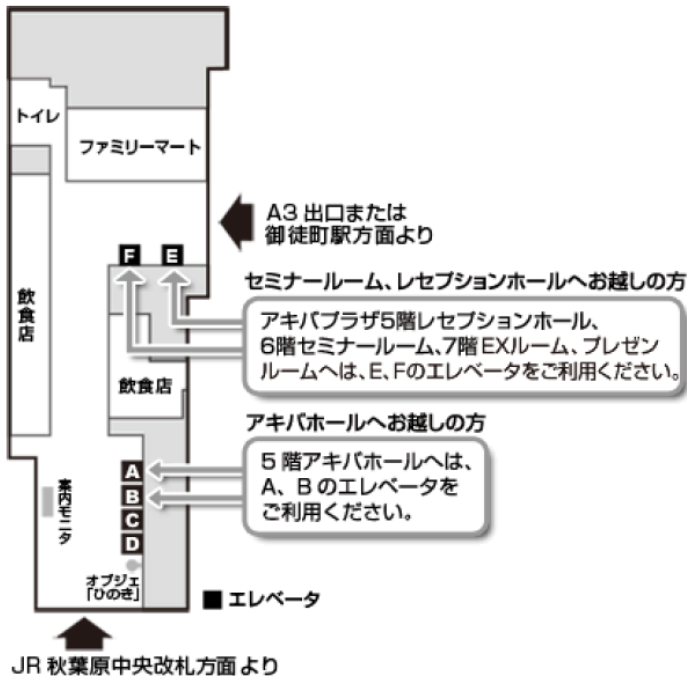 トイレ
ファミリーマート
A3 出口または
御徒町駅方面より
F E
セミナールーム、レセプションホールへお越しの方
飲食店
アキバプラザ5階レセプションホール、
6階セミナールーム、7階EXルーム、プレゼン
ルームへは、E、Fのエレベータをご利用ください。
飲食店
アキバホールへお越しの方
A
B
C
D
5階アキバホールへは、
A、Bのエレベータを
ご利用ください。
案内モニタ
オブジェ
「ひのき」
■エレベータ
JR 秋葉原中央改札方面より